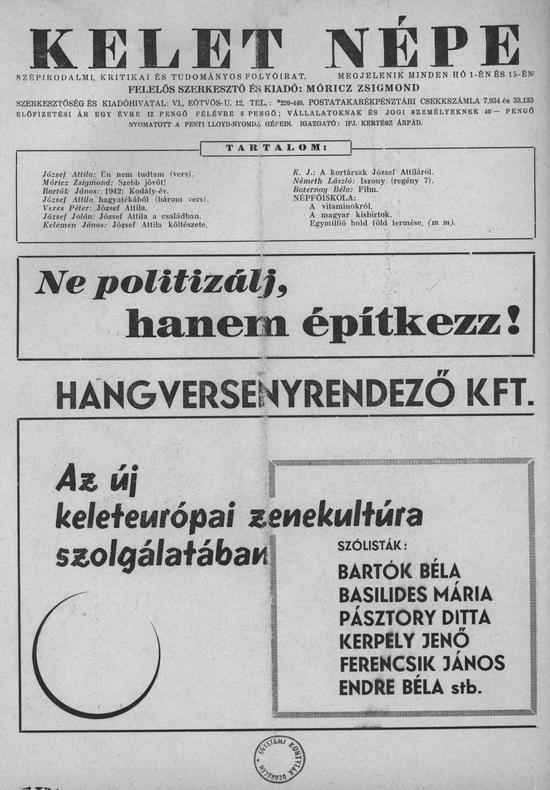 KELET NÉPE
SZÉPIRODALMI, KRITIKAI ÉS TUDOMÁNYOS FOLYÓIRAT. MEGJELENIK MINDEN HÓ 1-ÉN ÉS 15-ÉN
FELELŐS SZERKESZTŐ ÉS KIADÓ: MÓRICZ ZSIGMOND
SZERKESZTŐSÉG ÉS KIADÓHIVATAL: VI., EÖTVÖS-U. 12. TEL.: *220-440. POSTATAKARÉKPÉNZTÁRI CSEKKSZÁMLA 7.934 és 33.133
ELŐFIZETÉSI ÁR EGY ÉVRE 12 PENGŐ FÉLÉVRE 6 PENGŐ; VÁLLALATOKNAK ÉS JOGI SZEMÉLYEKNEK 40— PENGŐ
NYOMATOTT A PESTI LLOYD-NYOMDA GÉPEIN. IGAZGATÓ: IFJ. KERTÉSZ ÁRPÁD.
TARTALOM:
József Attila: Én nem tudtam (vers).
Móricz Zsigmond: Szebb jövőt!
Bartók János: 1942: Kodály-év.
József Attila hagyatékából (három vers).
Veres Péter: József Attila.
József Jolán: József Attila a családban.
Kelemen János: József Attila költészete.
K. J.: A kortársak József Attiláról.
Németh László: Iszony (regény 7).
Baternay Béla: Film.
NÉPFŐISKOLA:
A vitaminokról.
A magyar kisbirtok.
Egymillió hold föld termése. (m m).
Ne politizálj,
hanem építkezz!
HANGVERSENYRENDEZŐ KFT.
Az új
keleteurópai zenekultúra
szolgálatában
SZÓLISTÁK:
BARTÓK BÉLA
BASILIDES MÁRIA
PÁSZTORY DITTA
KERPELY JENŐ
FERENCSIK JÁNOS
ENDRE BÉLA stb.
EGYETEMI KÖNYVTÁR DEBRECEN